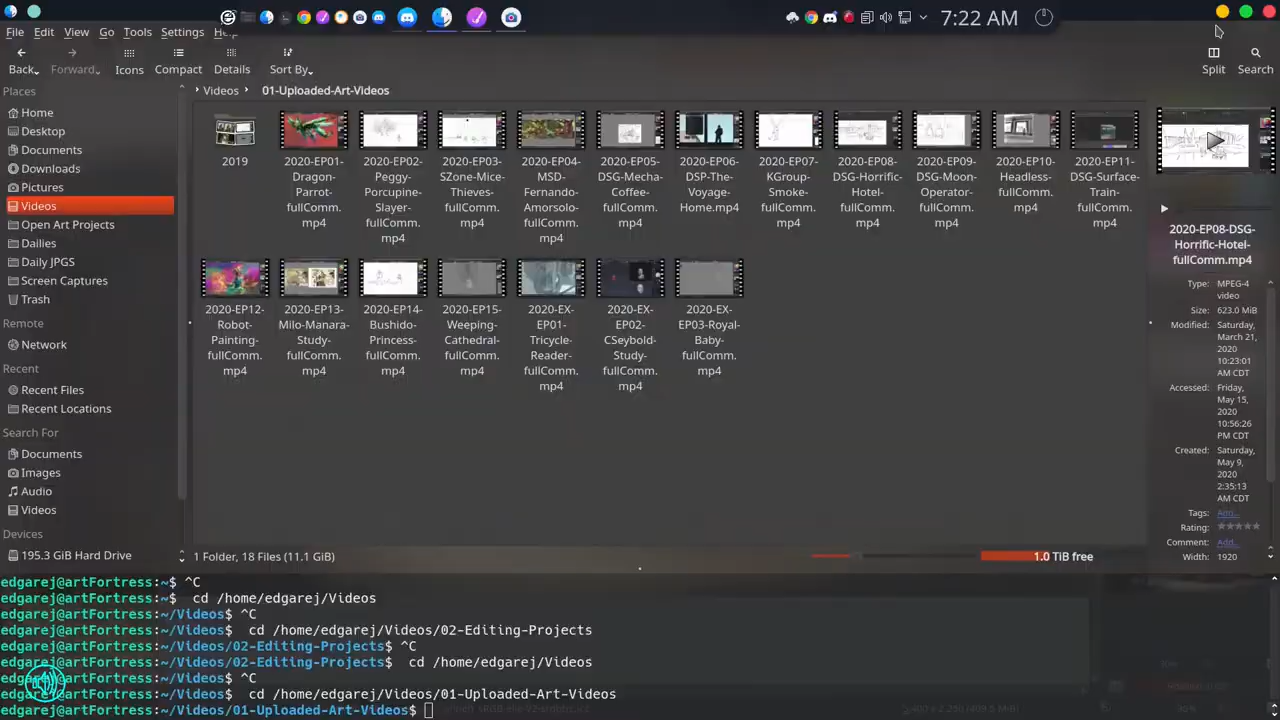 7:22 AM
File Edit View Go Tools Settings
Back Forward Icons Compact Details Sort By Split Search
Places
Home
Desktop
Documents
Downloads
Pictures
Videos
Open Art Projects
Dailies
Daily JPGS
Screen Captures
Trash
Remote
Network
Recent
Recent Files
Recent Locations
Search For
Documents
Images
Audio
Videos
Devices
195.3 GiB Hard Drive
Videos 01-Uploaded-Art-Videos
2019
2020-EP01-
Dragon-
Parrot-
fullComm.
mp4
2020-EP02-
Peggy-
Porcupine-
Slayer-
fullComm.
mp4
2020-EP03-
SZone-Mice-
Thieves-
fullComm.
mp4
2020-EP04-
MSD-
Fernando-
Amorsolo-
fullComm.
mp4
2020-EP05-
DSG-Mecha-
Coffee-
fullComm.
mp4
2020-EP06-
DSP-The-
Voyage-
Home.mp4
2020-EP07-
KGroup-
Smoke-
fullComm.
mp4
2020-EP08-
DSG-Horrific-
Hotel-
fullComm.
mp4
2020-EP09-
DSG-Moon-
Operator-
fullComm.
mp4
2020-EP10-
Headless-
fullComm.
mp4
2020-EP11-
DSG-Surface-
Train-
fullComm.
mp4
2020-EP12-
Robot-
Painting-
fullComm.
mp4
2020-EP13-
Milo-Manara-
Study-
fullComm.
mp4
2020-EP14-
Bushido-
Princess-
fullComm.
mp4
2020-EP15-
Weeping-
Cathedral-
fullComm.
mp4
2020-EX-
EP01-
Tricycle-
Reader-
fullComm.
mp4
2020-EX-
EP02-
CSeybold-
Study-
fullComm.
mp4
2020-EX-
EP03-Royal-
Baby-
fullComm.
mp4
1 Folder, 18 Files (11.1 GiB)
1.0 TiB free
2020-EP08-DSG-
Horrific-Hotel-
fullComm.mp4
Type: MPEG-4
video
Size: 623.0 MiB
Modified: Saturday,
March 21,
2020
10:23:01
AM CDT
Accessed: Friday,
May 15,
2020
10:56:26
PM CDT
Created: Saturday,
May 9,
2020
2:35:13
AM CDT
Tags: Add...
Rating:
Comment: Add...
Width: 1920
edgarej@artFortress:~$ ^C
edgarej@artFortress:~$  cd /home/edgarej/Videos
edgarej@artFortress:~/Videos$ ^C
edgarej@artFortress:~/Videos$  cd /home/edgarej/Videos/02-Editing-Projects
edgarej@artFortress:~/Videos/02-Editing-Projects$ ^C
edgarej@artFortress:~/Videos/02-Editing-Projects$  cd /home/edgarej/Videos
edgarej@artFortress:~/Videos$ ^C
edgarej@artFortress:~/Videos$  cd /home/edgarej/Videos/01-Uploaded-Art-Videos
edgarej@artFortress:~/Videos/01-Uploaded-Art-Videos$